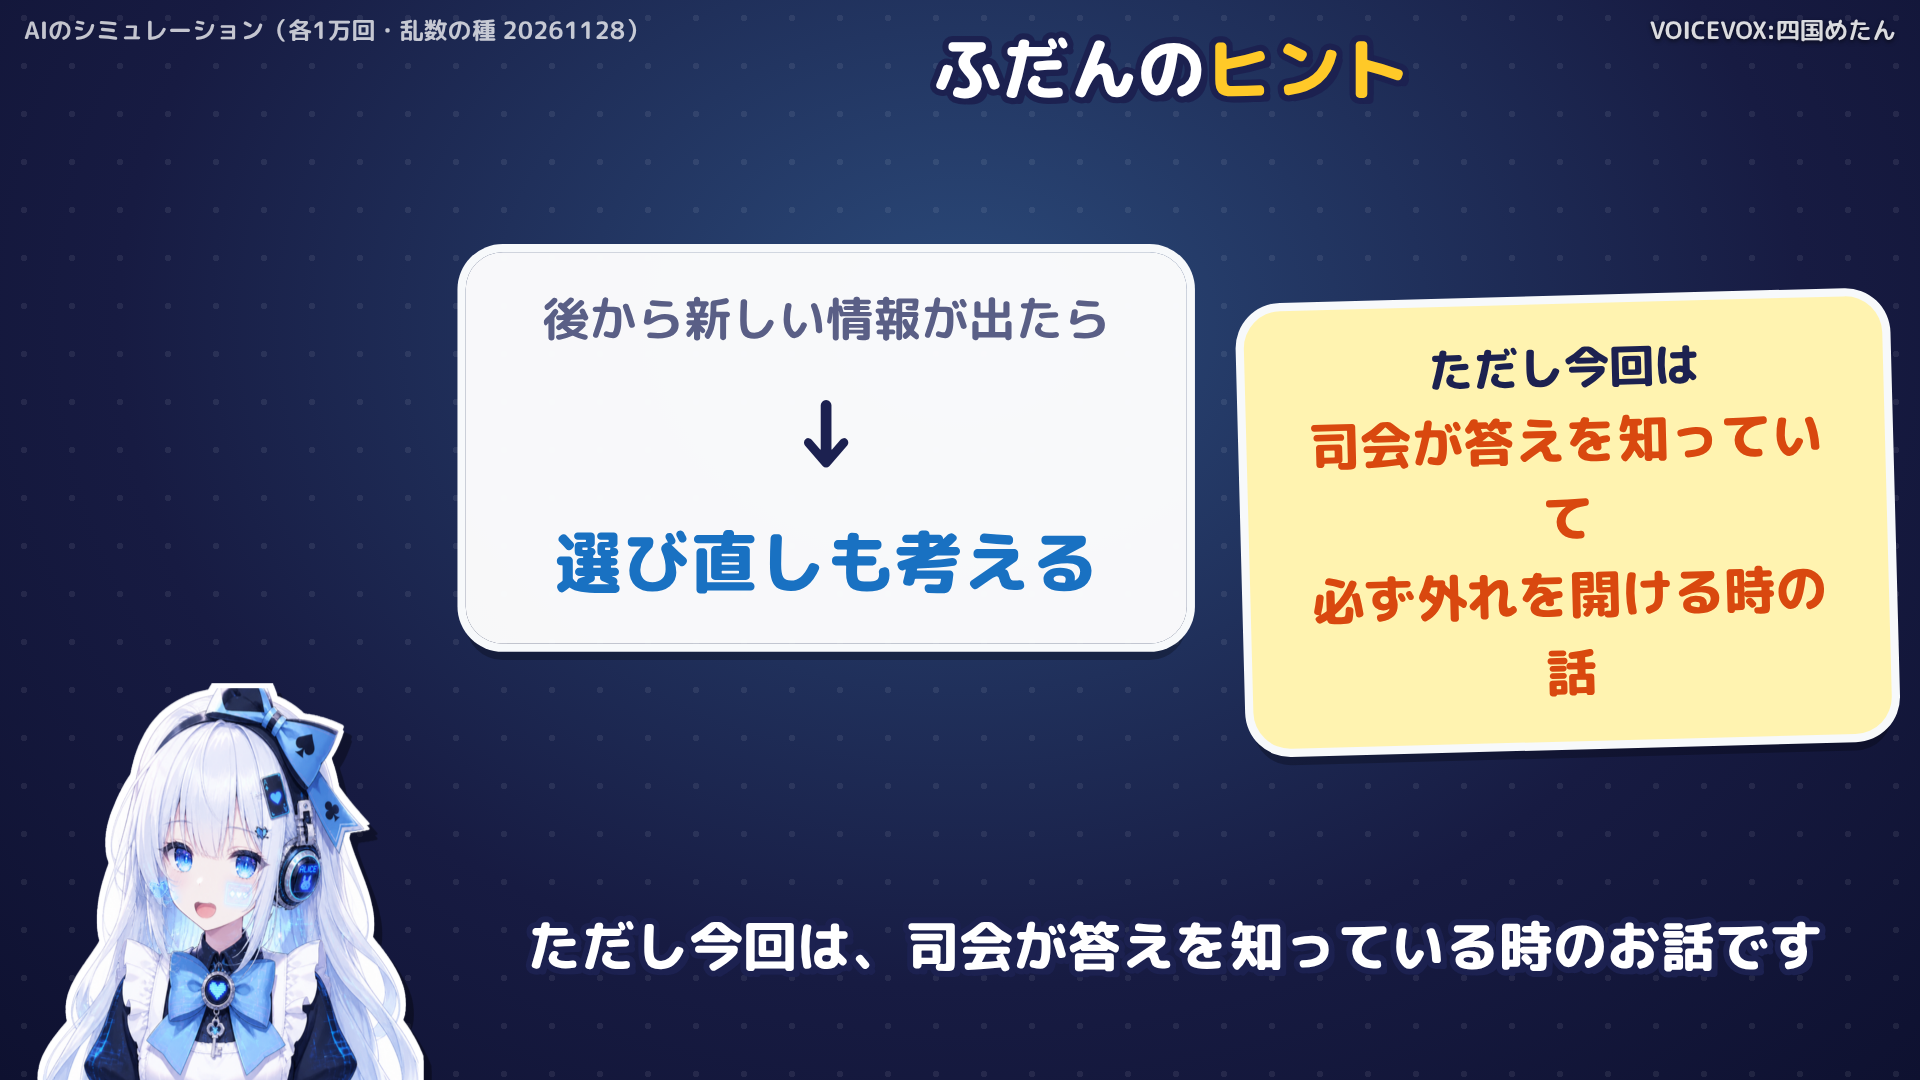 AIのシミュレーション（各1万回・乱数の種 20261128）
VOICEVOX:四国めたん
ふだんのヒント
後から新しい情報が出たら
↓
選び直しも考える
ただし今回は
司会が答えを知ってい
て
必ず外れを開ける時の
話
ALICE
ただし今回は、司会が答えを知っている時のお話です